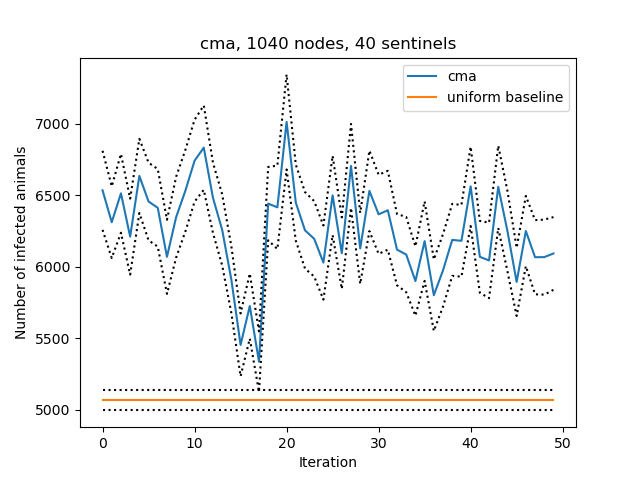 cma, 1040 nodes, 40 sentinels
cma
uniform baseline
7000
6500
6000
5500
5000
Number of infected animals
0 10 20 30 40 50
Iteration